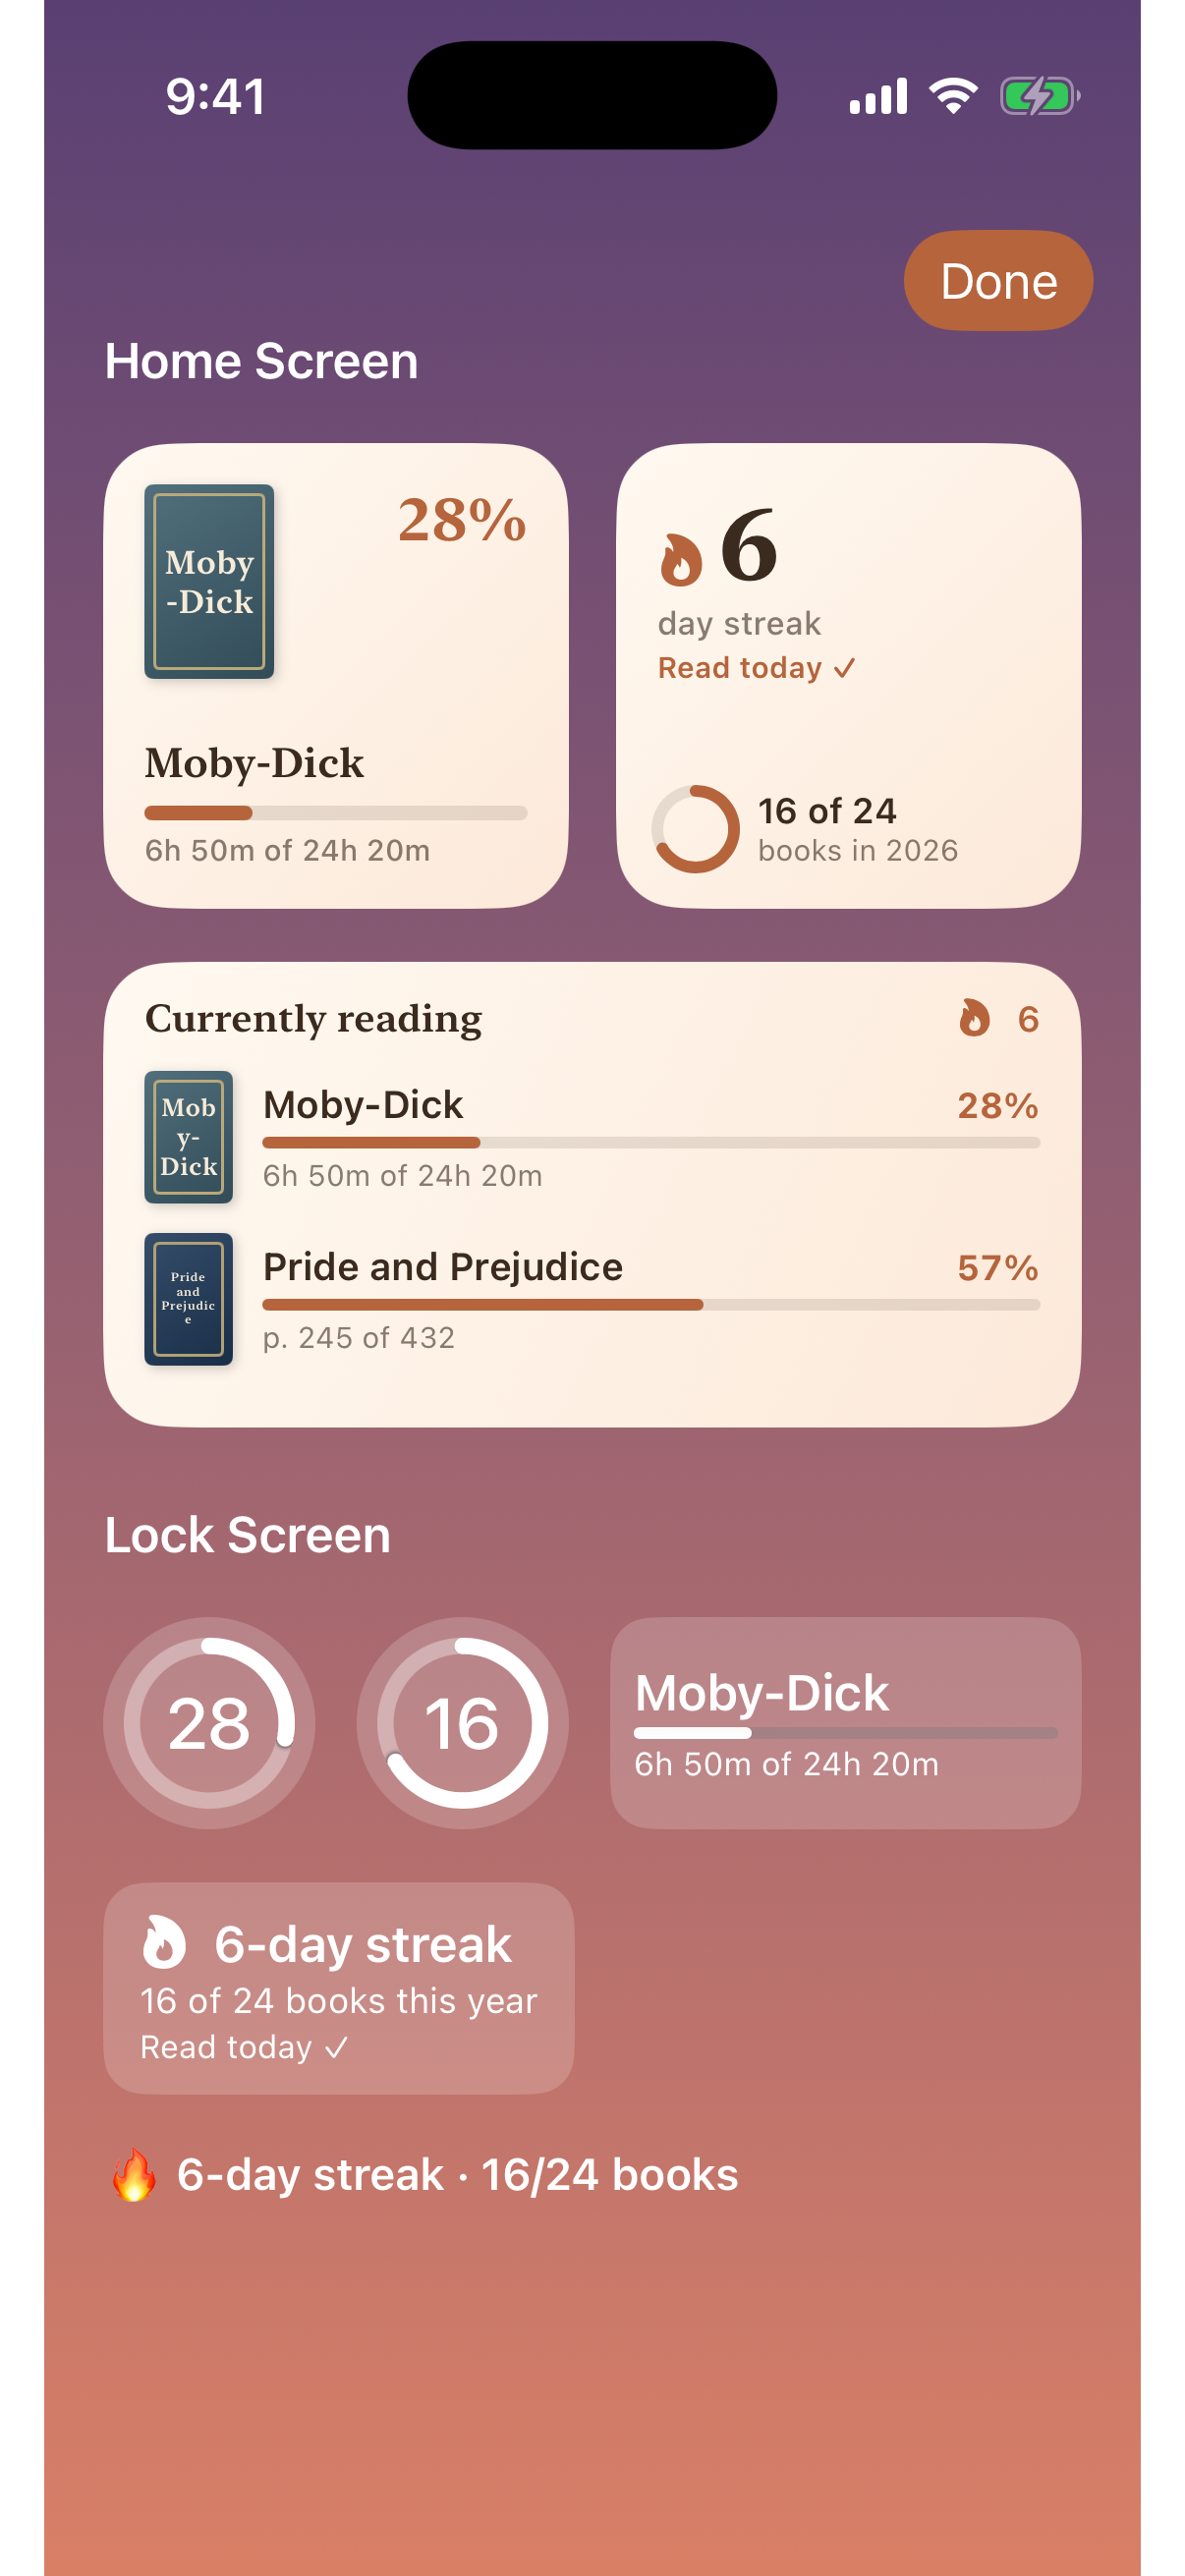 9:41
Done
Home Screen
Moby
-Dick
28%
Moby-Dick
6h 50m of 24h 20m
6
day streak
Read today ✓
16 of 24
books in 2026
Currently reading
6
Mob
y-
Dick
Moby-Dick
28%
6h 50m of 24h 20m
Pride
and
Prejudic
e
Pride and Prejudice
57%
p. 245 of 432
Lock Screen
28
16
Moby-Dick
6h 50m of 24h 20m
6-day streak
16 of 24 books this year
Read today ✓
🔥 6-day streak · 16/24 books